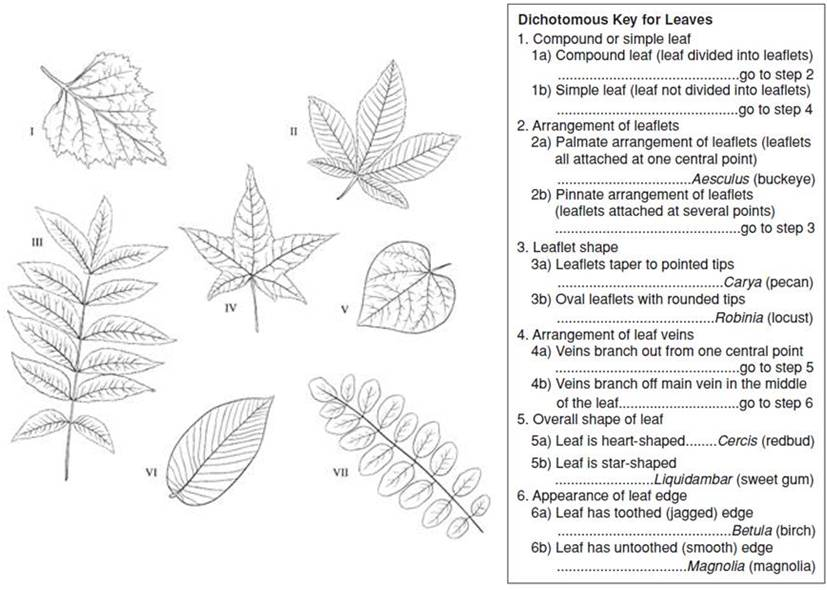 I
II
III
IV
V
VI
VII
Dichotomous Key for Leaves
1. Compound or simple leaf
1a) Compound leaf (leaf divided into leaflets)
...............................................go to step 2
1b) Simple leaf (leaf not divided into leaflets)
...............................................go to step 4
2. Arrangement of leaflets
2a) Palmate arrangement of leaflets (leaflets
all attached at one central point)
...................................Aesculus (buckeye)
2b) Pinnate arrangement of leaflets
(leaflets attached at several points)
................................................go to step 3
3. Leaflet shape
3a) Leaflets taper to pointed tips
...........................................Carya (pecan)
3b) Oval leaflets with rounded tips
.........................................Robinia (locust)
4. Arrangement of leaf veins
4a) Veins branch out from one central point
................................................go to step 5
4b) Veins branch off main vein in the middle
of the leaf...............................go to step 6
5. Overall shape of leaf
5a) Leaf is heart-shaped........Cercis (redbud)
5b) Leaf is star-shaped
.........................Liquidambar (sweet gum)
6. Appearance of leaf edge
6a) Leaf has toothed (jagged) edge
.............................................Betula (birch)
6b) Leaf has untoothed (smooth) edge
..................................Magnolia (magnolia)